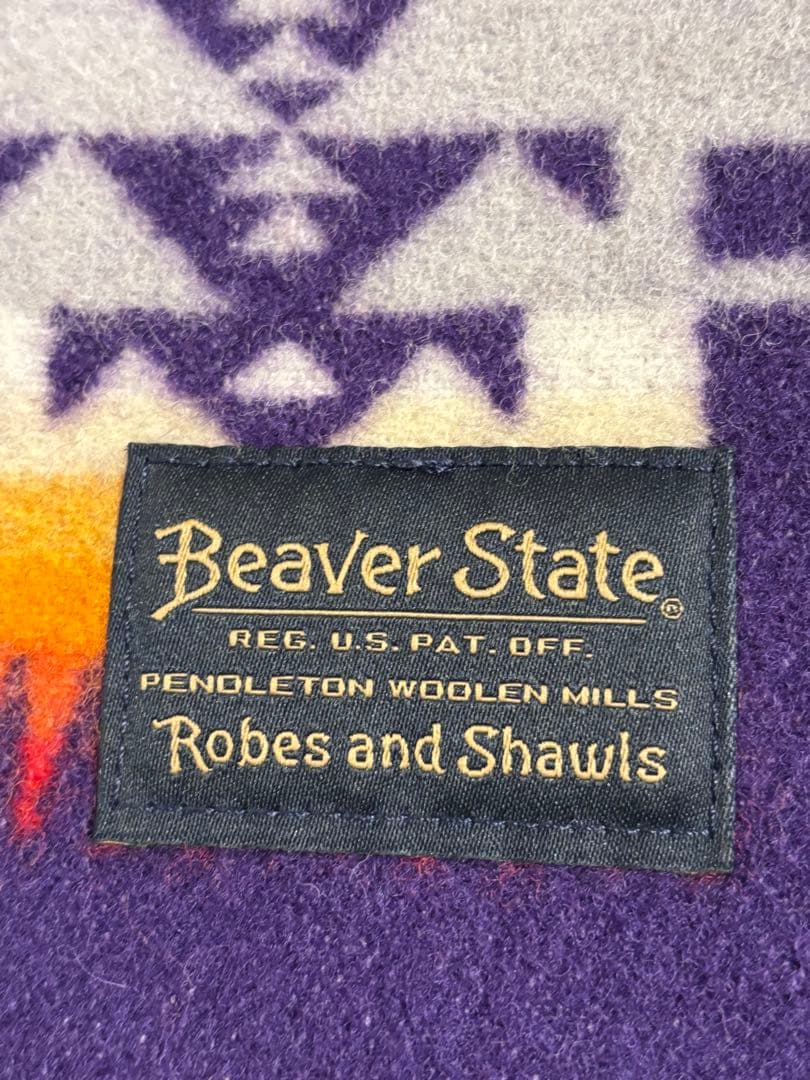 Beaver State®
REG. U.S. PAT. OFF.
PENDLETON WOOLEN MILLS
Robes and Shawls